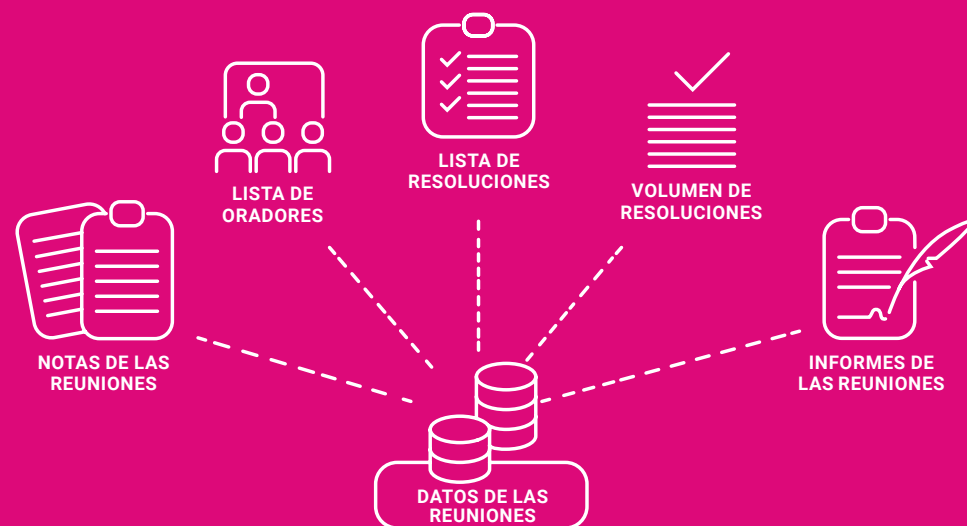 LISTA DE
RESOLUCIONES
LISTA DE
ORADORES
VOLUMEN DE
RESOLUCIONES
NOTAS DE LAS
REUNIONES
INFORMES DE
LAS REUNIONES
DATOS DE LAS
REUNIONES